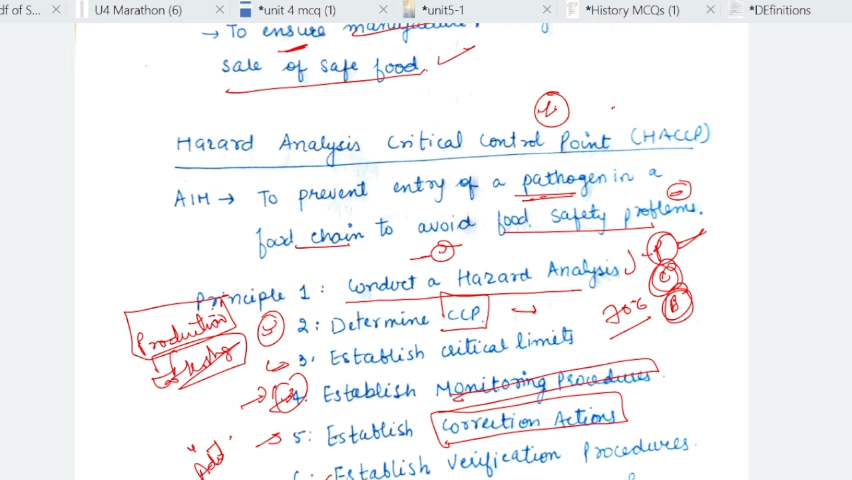 df of S...
U4 Marathon (6)
*unit 4 mcq (1)
*unit5-1
*History MCQs (1)
*DEfinitions
→ To ensure manufacture.
sale of safe food.
Hazard Analysis Critical Control Point (HACCP)
AIM → To prevent entry of a pathogen in a
food chain to avoid food safety problems.
Principle 1: Conduct a Hazard Analysis
2: Determine CCP
3: Establish critical limits
4. Establish Monitoring Procedures.
5: Establish Correction Actions
Establish Verification Procedures.
P
C
B
Production
"Add"